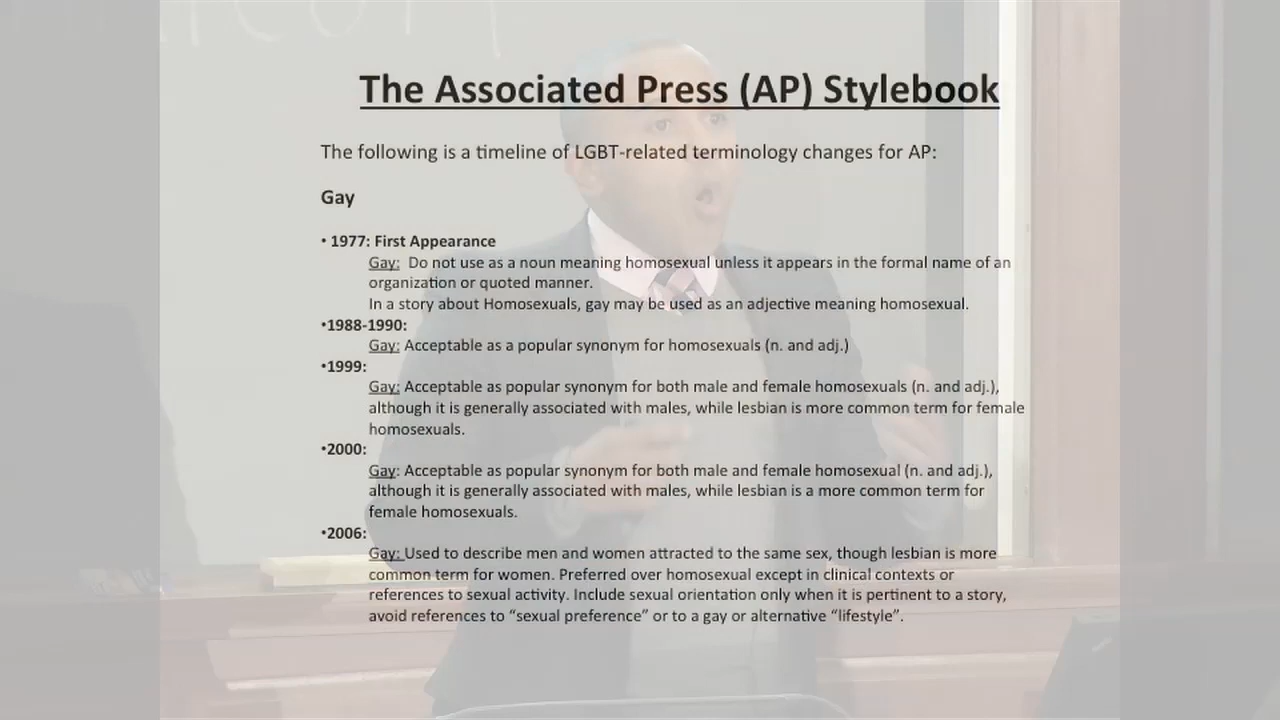 The Associated Press (AP) Stylebook
The following is a timeline of LGBT-related terminology changes for AP:
Gay
• 1977: First Appearance
Gay:  Do not use as a noun meaning homosexual unless it appears in the formal name of an
organization or quoted manner.
In a story about Homosexuals, gay may be used as an adjective meaning homosexual.
•1988-1990:
Gay: Acceptable as a popular synonym for homosexuals (n. and adj.)
•1999:
Gay: Acceptable as popular synonym for both male and female homosexuals (n. and adj.),
although it is generally associated with males, while lesbian is more common term for female
homosexuals.
•2000:
Gay: Acceptable as popular synonym for both male and female homosexual (n. and adj.),
although it is generally associated with males, while lesbian is a more common term for
female homosexuals.
•2006:
Gay: Used to describe men and women attracted to the same sex, though lesbian is more
common term for women. Preferred over homosexual except in clinical contexts or
references to sexual activity. Include sexual orientation only when it is pertinent to a story,
avoid references to “sexual preference” or to a gay or alternative “lifestyle”.